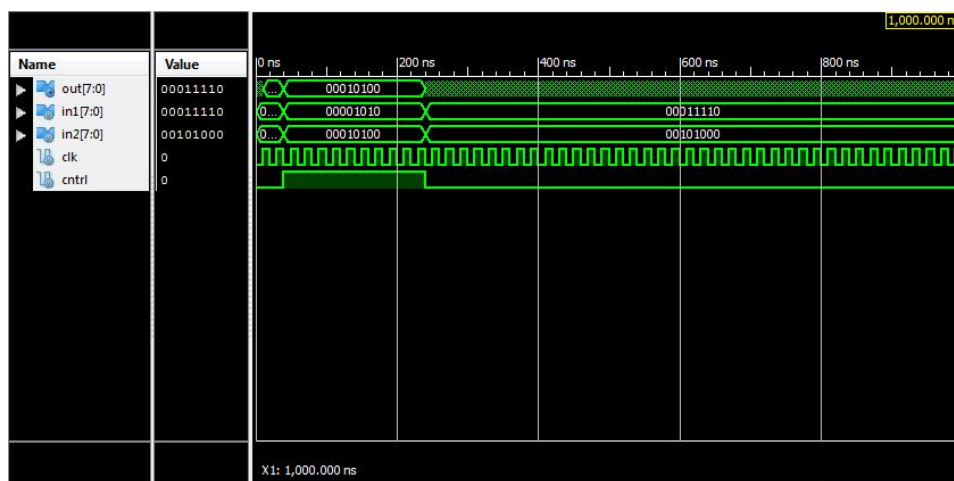 1,000.000 n
Name Value
0 ns 200 ns 400 ns 600 ns 800 ns
out[7:0] 00011110 ... 00010100
in1[7:0] 00011110 0... 00001010 00011110
in2[7:0] 00101000 0... 00010100 00101000
clk 0
cntrl 0
X1: 1,000.000 ns